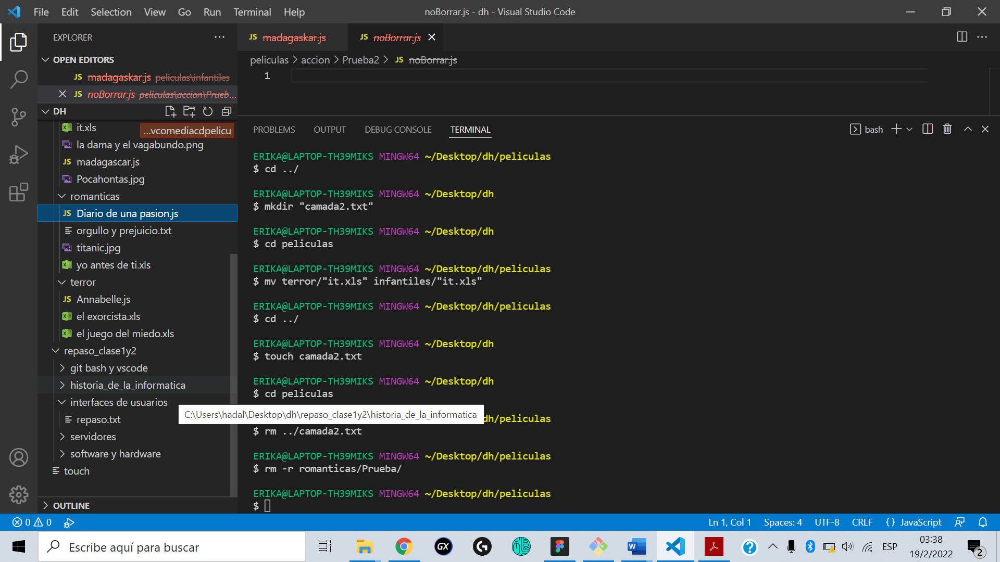 File Edit Selection View Go Run Terminal Help
noBorrar.js - dh - Visual Studio Code
EXPLORER
OPEN EDITORS
JS madagaskar.js peliculas\infantiles
JS noBorrar.js peliculas\accion\Prueb...
DH
it.xls
...vcomediacdpelicu
la dama y el vagabundo.png
JS madagascar.js
Pocahontas.jpg
romanticas
JS Diario de una pasion.js
orgullo y prejuicio.txt
titanic.jpg
yo antes de ti.xls
terror
JS Annabelle.js
el exorcista.xls
el juego del miedo.xls
repaso_clase1y2
git bash y vscode
historia_de_la_informatica
interfaces de usuarios
repaso.txt
servidores
software y hardware
touch
OUTLINE
JS madagaskar.js
JS noBorrar.js
peliculas > accion > Prueba2 > JS noBorrar.js
1
PROBLEMS OUTPUT DEBUG CONSOLE TERMINAL
bash
ERIKA@LAPTOP-TH39MIKS MINGW64 ~/Desktop/dh/peliculas
$ cd ../
ERIKA@LAPTOP-TH39MIKS MINGW64 ~/Desktop/dh
$ mkdir "camada2.txt"
ERIKA@LAPTOP-TH39MIKS MINGW64 ~/Desktop/dh
$ cd peliculas
ERIKA@LAPTOP-TH39MIKS MINGW64 ~/Desktop/dh/peliculas
$ mv terror/"it.xls" infantiles/"it.xls"
ERIKA@LAPTOP-TH39MIKS MINGW64 ~/Desktop/dh/peliculas
$ cd ../
ERIKA@LAPTOP-TH39MIKS MINGW64 ~/Desktop/dh
$ touch camada2.txt
ERIKA@LAPTOP-TH39MIKS MINGW64 ~/Desktop/dh
$ cd peliculas
C:\Users\hadal\Desktop\dh\repaso_clase1y2\historia_de_la_informatica
dh/peliculas
$ rm ../camada2.txt
ERIKA@LAPTOP-TH39MIKS MINGW64 ~/Desktop/dh/peliculas
$ rm -r romanticas/Prueba/
ERIKA@LAPTOP-TH39MIKS MINGW64 ~/Desktop/dh/peliculas
$
0 0
Ln 1, Col 1 Spaces: 4 UTF-8 CRLF {} JavaScript
Escribe aquí para buscar
GX
G
W
?
ESP
03:38
19/2/2022
2